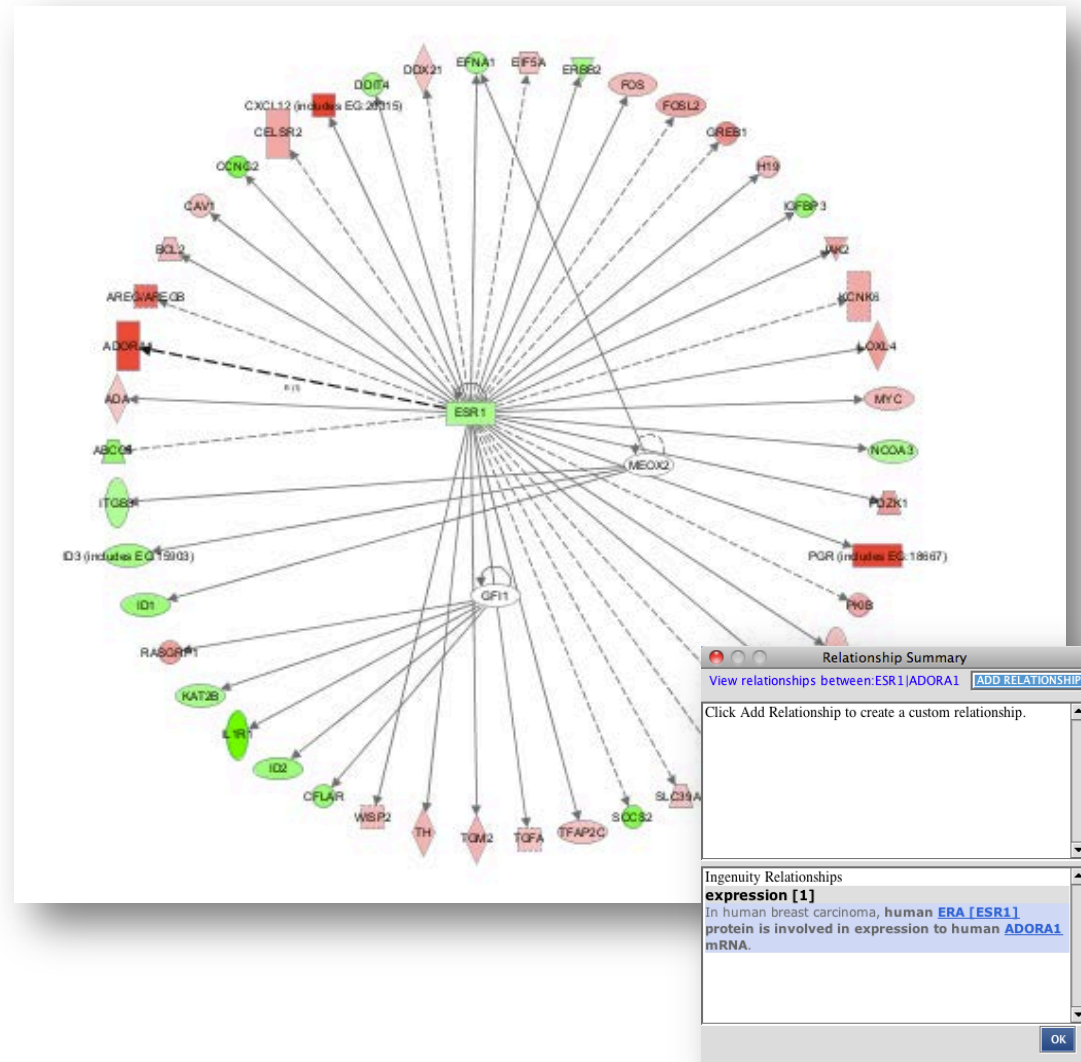 EFNA1
EIF5A
ERBB2
DDX21
DDIT4
FOS
CXCL12 (includes EG:20315)
FOSL2
CELSR2
GREB1
CCNG2
H19
CAV1
IGFBP3
BCL2
JAK2
AREG/AREGB
KCNK6
ADORA1
LOXL4
ADA
MYC
ESR1
ABCC5
NCOA3
MEOX2
ITGB3
PDZK1
ID3 (includes EG:15903)
PGR (includes EG:18667)
GFI1
ID1
PKIB
RASGRP1
KAT2B
IL1R1
ID2
CFLAR
WISP2
TH
TGM2
TGFA
TFAP2C
SOCS2
SLC39A
Relationship Summary
View relationships between:ESR1|ADORA1
ADD RELATIONSHIP
Click Add Relationship to create a custom relationship.
Ingenuity Relationships
expression [1]
In human breast carcinoma, human ERA [ESR1]
protein is involved in expression to human ADORA1
mRNA.
OK